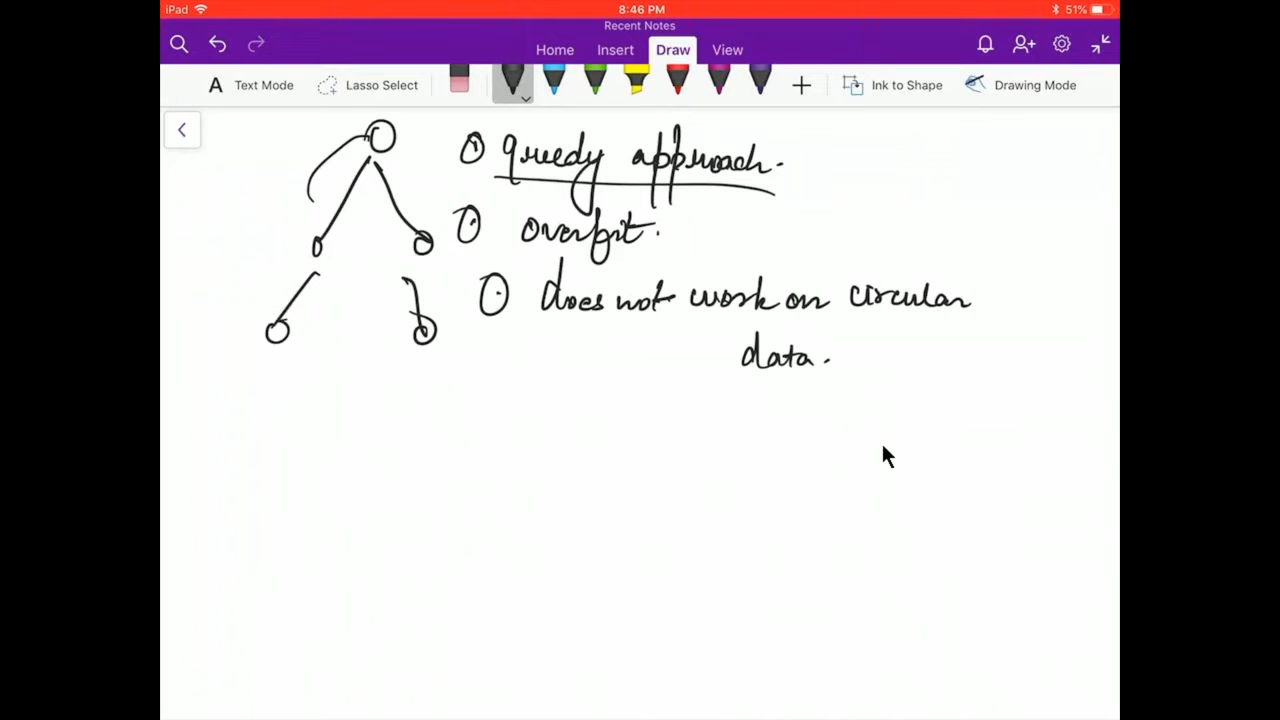 iPad 8:46 PM 51%
Recent Notes
Home Insert Draw View
A Text Mode Lasso Select Ink to Shape Drawing Mode
greedy approach.
overfit.
does not work on circular
data.